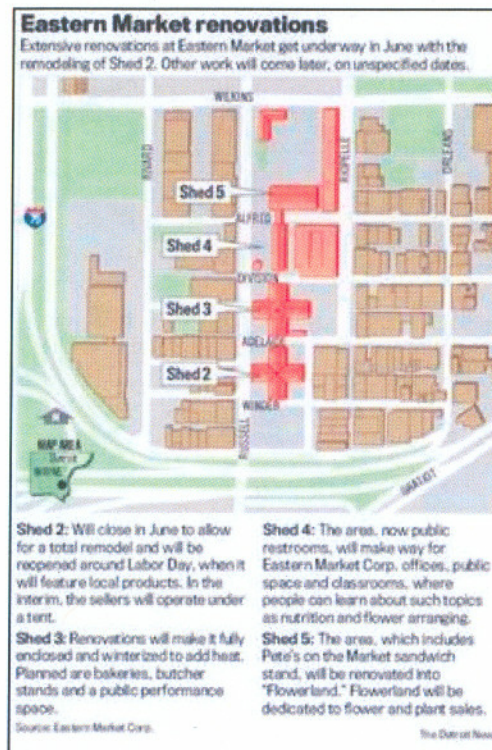 Eastern Market renovations
Extensive renovations at Eastern Market get underway in June with the
remodeling of Shed 2. Other work will come later, on unspecified dates.
WILKINS
RIVARD
RIOPELLE
ORLEANS
Shed 5
ALFRED
Shed 4
DIVISION
Shed 3
ADELAIDE
Shed 2
WINDER
RUSSELL
GRATIOT
MAP AREA
Detroit
WAYNE
Shed 2: Will close in June to allow
for a total remodel and will be
reopened around Labor Day, when it
will feature local products. In the
interim, the sellers will operate under
a tent.
Shed 3: Renovations will make it fully
enclosed and winterized to add heat.
Planned are bakeries, butcher
stands and a public performance
space.
Shed 4: The area, now public
restrooms, will make way for
Eastern Market Corp. offices, public
space and classrooms, where
people can learn about such topics
as nutrition and flower arranging.
Shed 5: The area, which includes
Pete's on the Market sandwich
stand, will be renovated into
"Flowerland." Flowerland will be
dedicated to flower and plant sales.
Source: Eastern Market Corp.
The Detroit News